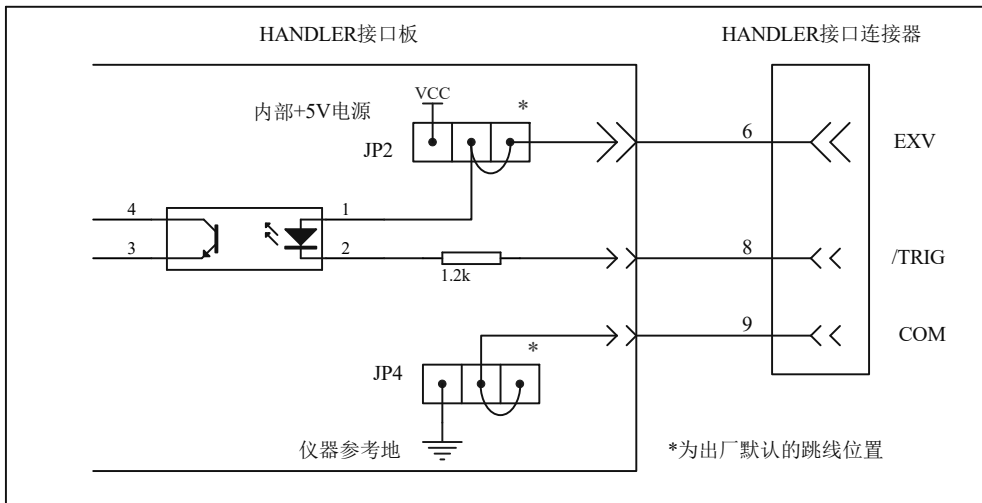 HANDLER接口板
HANDLER接口连接器
VCC
*
内部+5V电源
JP2
6
EXV
4
1
3
2
1.2k
8
/TRIG
9
COM
*
JP4
仪器参考地
*为出厂默认的跳线位置